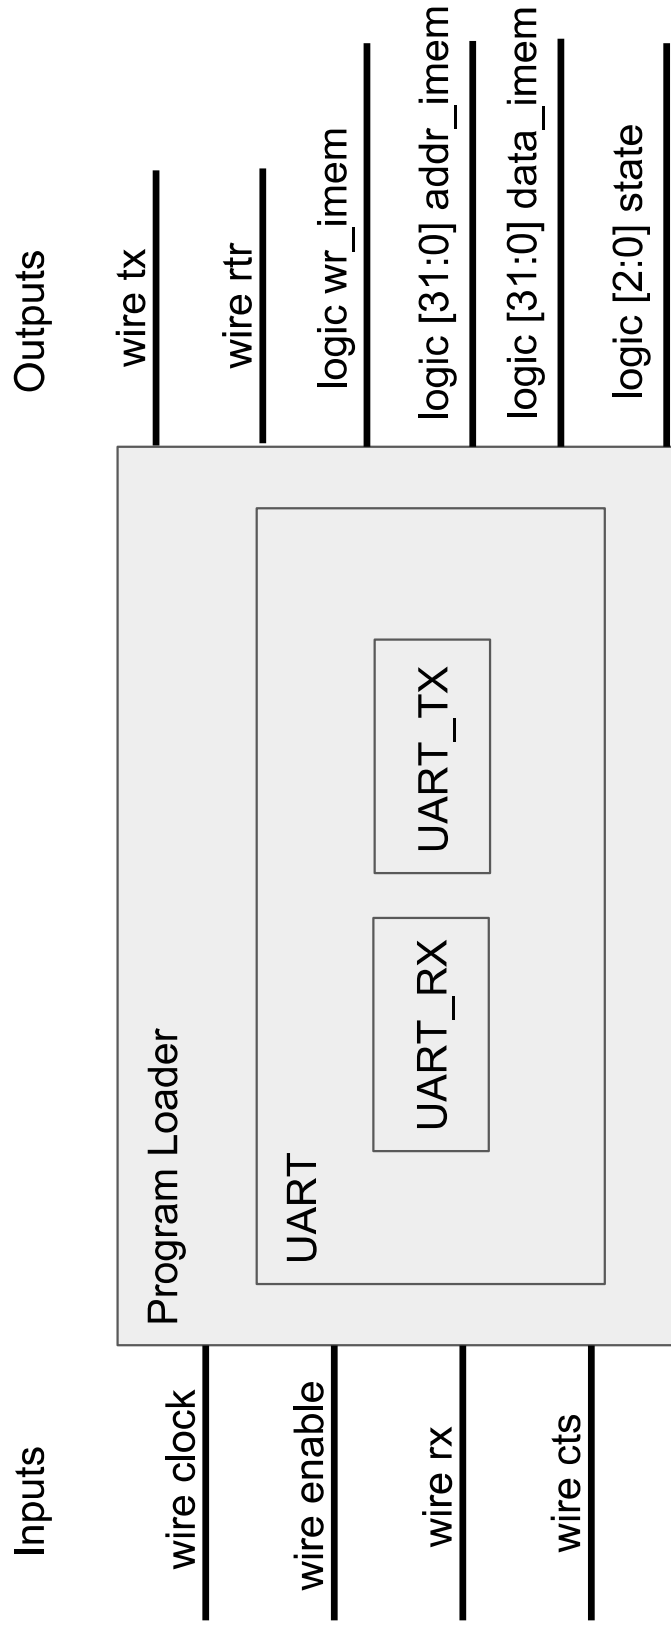 Inputs
Outputs
wire clock
wire enable
wire rx
wire cts
Program Loader
UART
UART_RX
UART_TX
wire tx
wire rtr
logic wr_imem
logic [31:0] addr_imem
logic [31:0] data_imem
logic [2:0] state